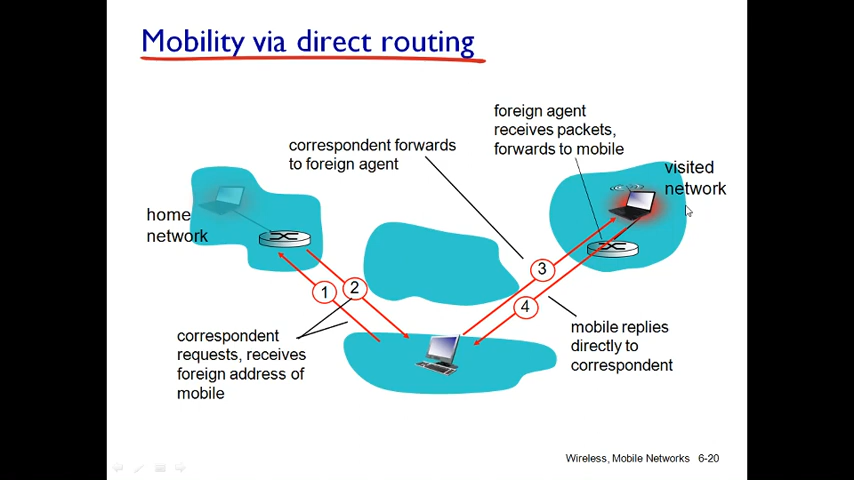 Mobility via direct routing
foreign agent
receives packets,
forwards to mobile
correspondent forwards
to foreign agent
visited
network
home
network
3
1
2
4
correspondent
requests, receives
foreign address of
mobile
mobile replies
directly to
correspondent
Wireless, Mobile Networks 6-20